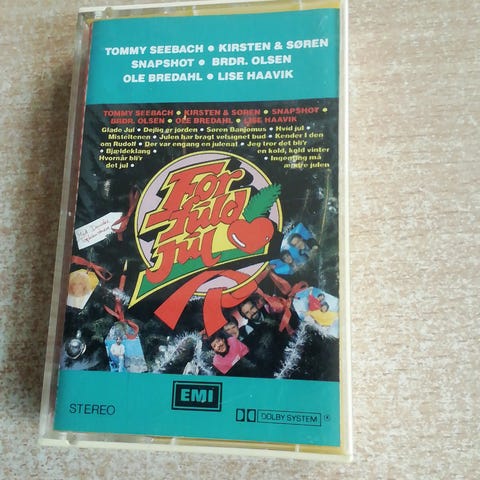 TOMMY SEEBACH • KIRSTEN & SØREN
SNAPSHOT • BRDR. OLSEN
OLE BREDAHL • LISE HAAVIK
TOMMY SEEBACH • KIRSTEN & SØREN • SNAPSHOT •
BRDR. OLSEN • OLE BREDAHL • LISE HAAVIK
Glade Jul • Dejlig er jorden • Søren Banjomus • Hvid jul •
Misteltenen • Julen har bragt velsignet bud • Kender I den
om Rudolf • Der var engang en julenat • Jeg tror det bli'r
• Bjældeklang • en kold, kold vinter
Hvornår bli'r • Ingenting må
det jul • ændre julen
For
fuld
jul
STEREO
EMI
DOLBY SYSTEM ®